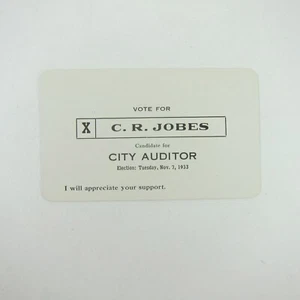 VOTE FOR
X C. R. JOBES
Candidate for
CITY AUDITOR
Election: Tuesday, Nov. 7, 1933
I will appreciate your support.